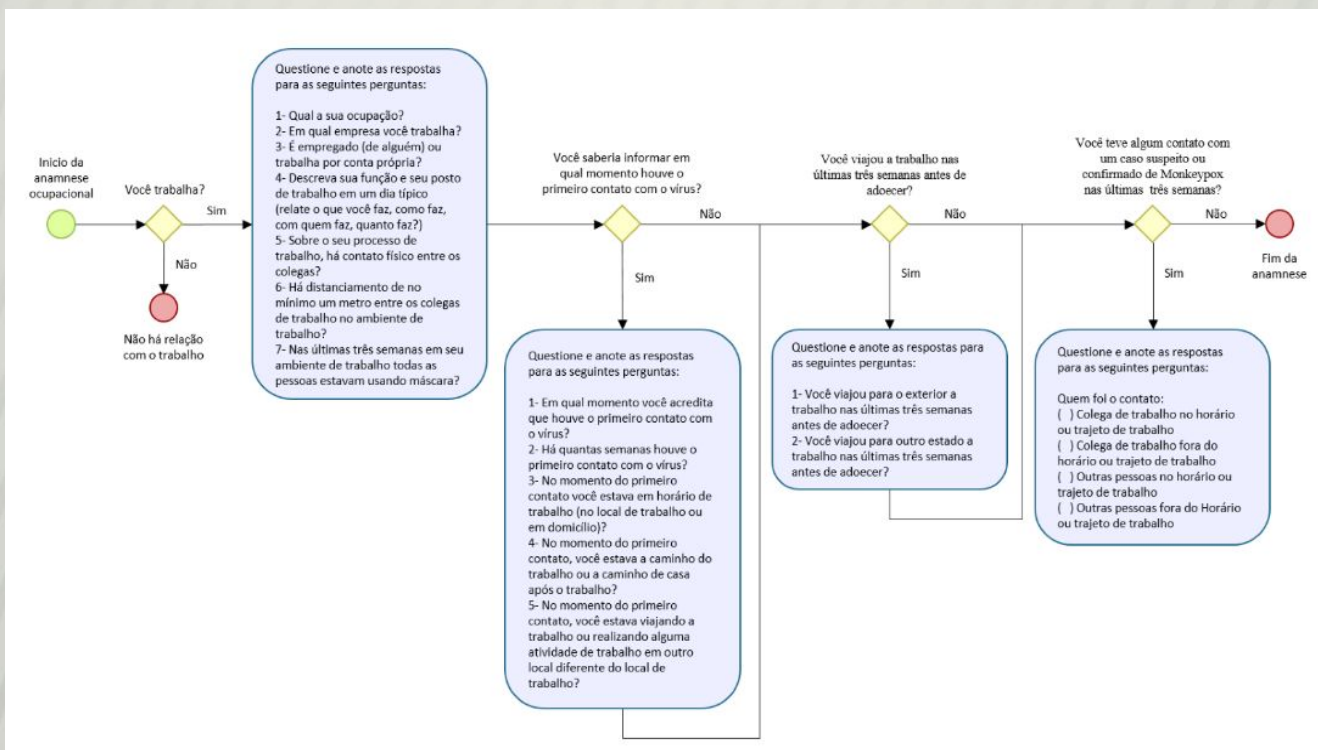 Inicio da
anamnese
ocupacional
Você trabalha?
Sim
Não
Não há relação
com o trabalho
Questione e anote as respostas
para as seguintes perguntas:
1- Qual a sua ocupação?
2- Em qual empresa você trabalha?
3- É empregado (de alguém) ou
trabalha por conta própria?
4- Descreva sua função e seu posto
de trabalho em um dia típico
(relate o que você faz, como faz,
com quem faz, quanto faz?)
5- Sobre o seu processo de
trabalho, há contato físico entre os
colegas?
6- Há distanciamento de no
mínimo um metro entre os colegas
de trabalho no ambiente de
trabalho?
7- Nas últimas três semanas em seu
ambiente de trabalho todas as
pessoas estavam usando máscara?
Você saberia informar em
qual momento houve o
primeiro contato com o vírus?
Não
Sim
Questione e anote as respostas
para as seguintes perguntas:
1- Em qual momento você acredita
que houve o primeiro contato com
o vírus?
2- Há quantas semanas houve o
primeiro contato com o vírus?
3- No momento do primeiro
contato você estava em horário de
trabalho (no local de trabalho ou
em domicílio)?
4- No momento do primeiro
contato, você estava a caminho do
trabalho ou a caminho de casa
após o trabalho?
5- No momento do primeiro
contato, você estava viajando a
trabalho ou realizando alguma
atividade de trabalho em outro
local diferente do local de
trabalho?
Você viajou a trabalho nas
últimas três semanas antes de
adoecer?
Não
Sim
Questione e anote as respostas para
as seguintes perguntas:
1- Você viajou para o exterior a
trabalho nas últimas três semanas
antes de adoecer?
2- Você viajou para outro estado a
trabalho nas últimas três semanas
antes de adoecer?
Você teve algum contato com
um caso suspeito ou
confirmado de Monkeypox
nas últimas três semanas?
Não
Sim
Fim da
anamnese
Questione e anote as respostas
para as seguintes perguntas:
Quem foi o contato:
( ) Colega de trabalho no horário
ou trajeto de trabalho
( ) Colega de trabalho fora do
horário ou trajeto de trabalho
( ) Outras pessoas no horário ou
trajeto de trabalho
( ) Outras pessoas fora do Horário
ou trajeto de trabalho